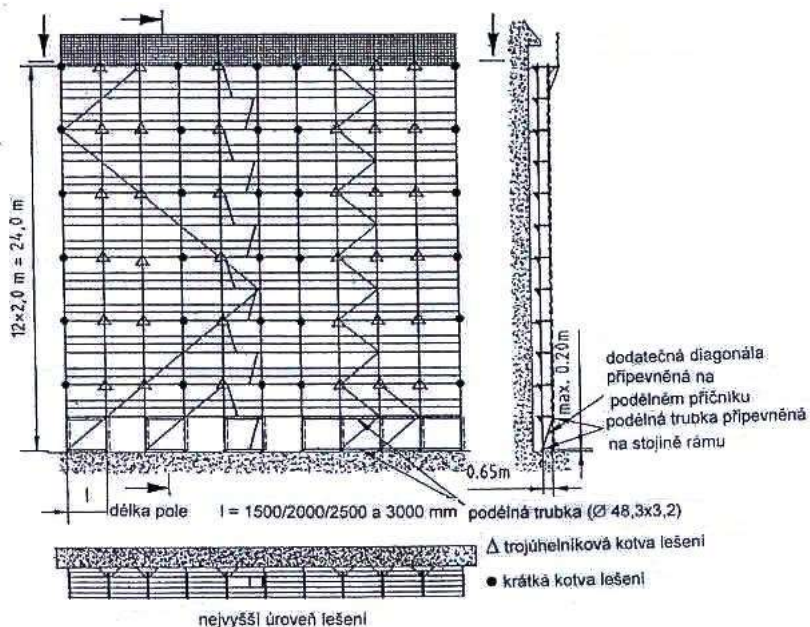 12×2,0 m = 24,0 m
max. 0.20m
dodatečná diagonála
připevněná na
podélném příčníku
podélná trubka připevněná
na stojině rámu
0.65m
l
délka pole
l = 1500/2000/2500 a 3000 mm
podélná trubka (Ø 48,3x3,2)
Δ trojúhelníková kotva lešení
● krátká kotva lešení
nejvyšší úroveň lešení